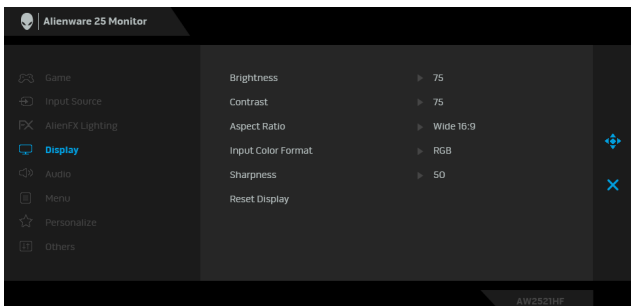 Alienware 25 Monitor
Game
Input Source
FX AlienFX Lighting
Display
Audio
Menu
Personalize
Others
Brightness 75
Contrast 75
Aspect Ratio Wide 16:9
Input Color Format RGB
Sharpness 50
Reset Display
AW2521HF